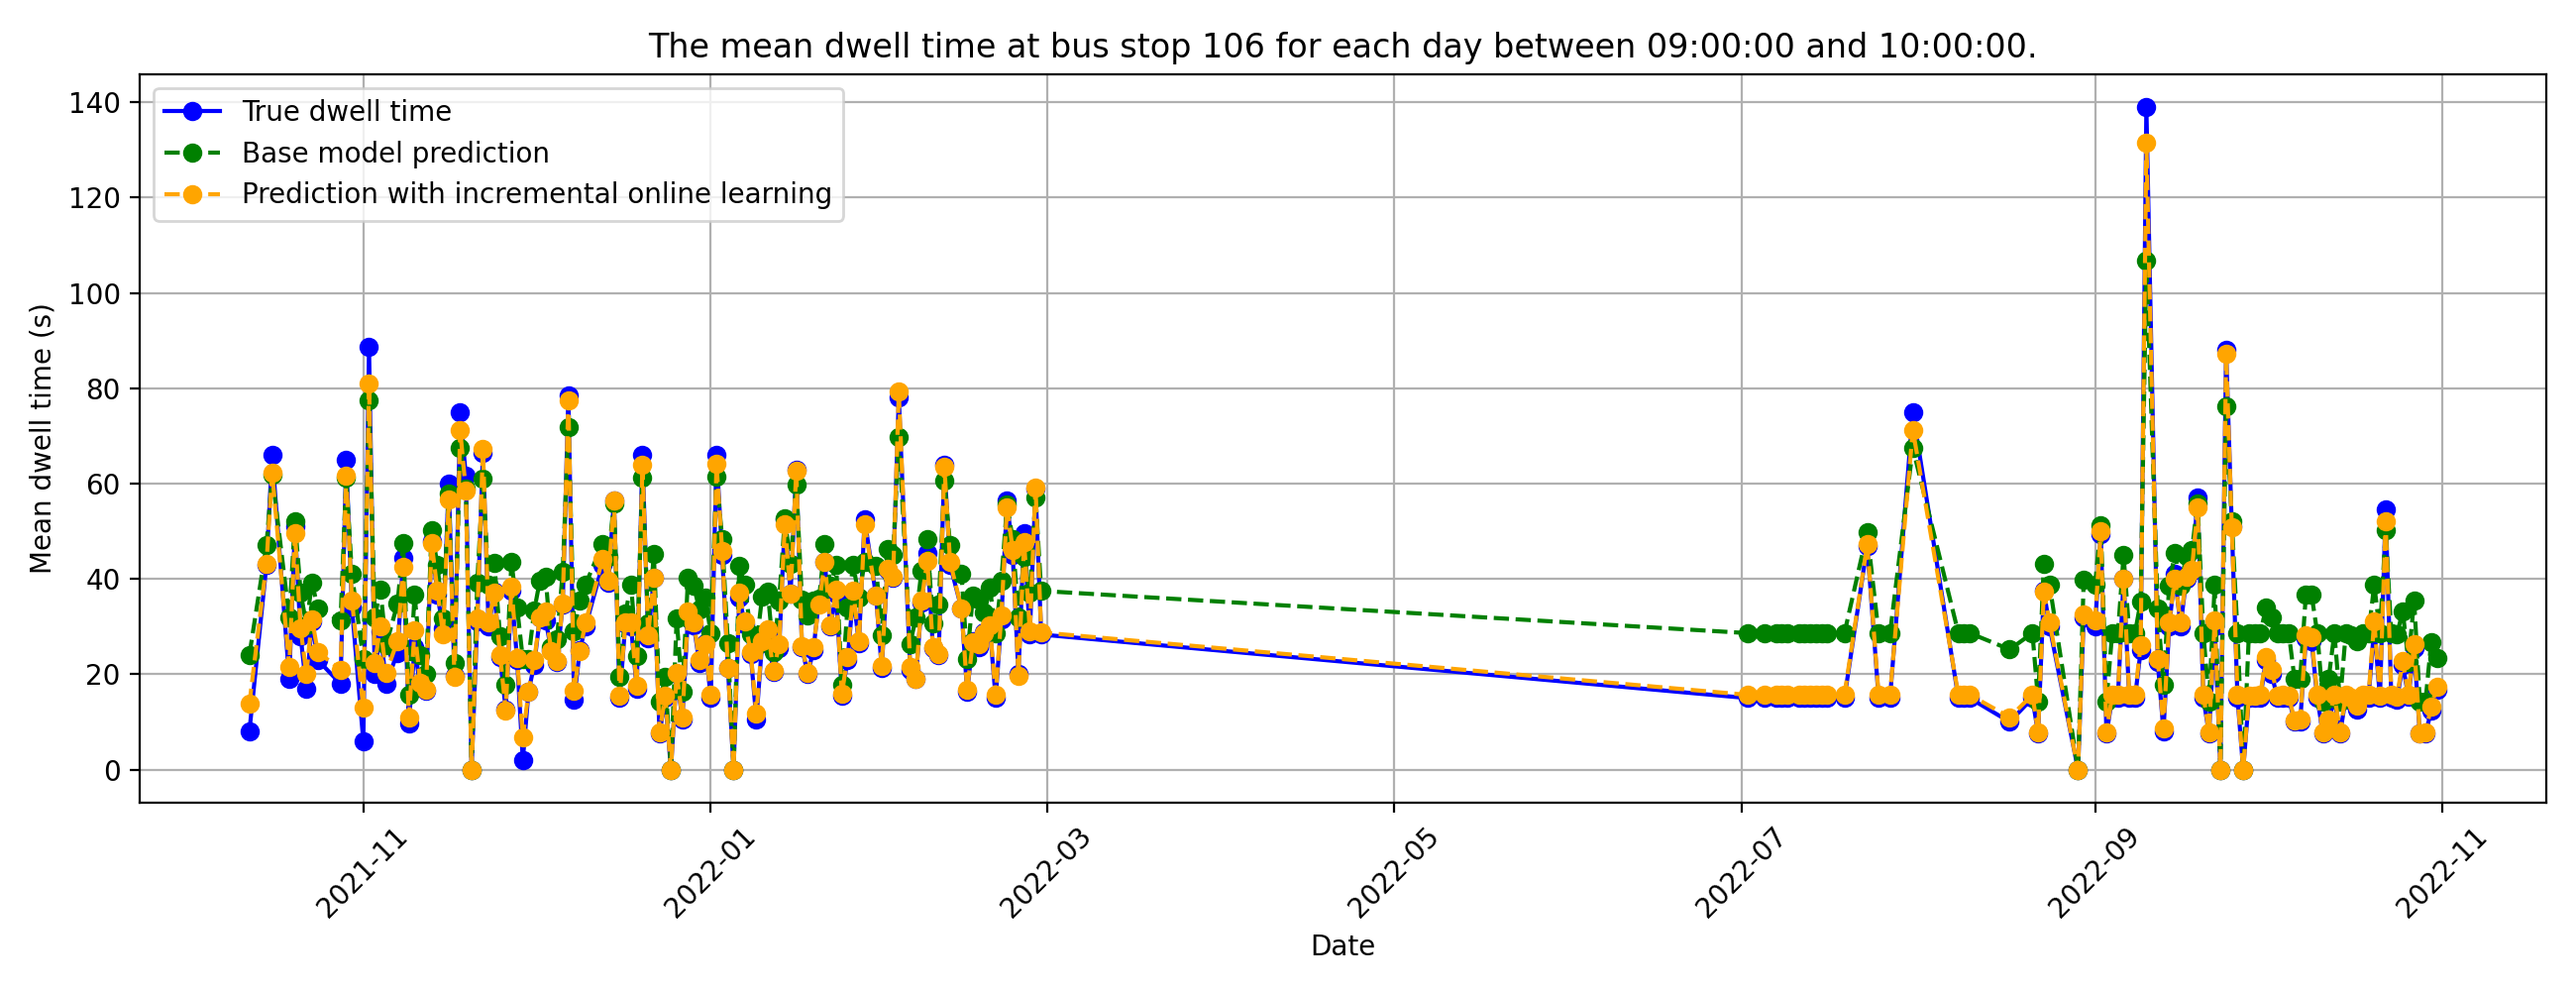 The mean dwell time at bus stop 106 for each day between 09:00:00 and 10:00:00.
True dwell time
Base model prediction
Prediction with incremental online learning
Mean dwell time (s)
140
120
100
80
60
40
20
0
2021-11
2022-01
2022-03
2022-05
2022-07
2022-09
2022-11
Date